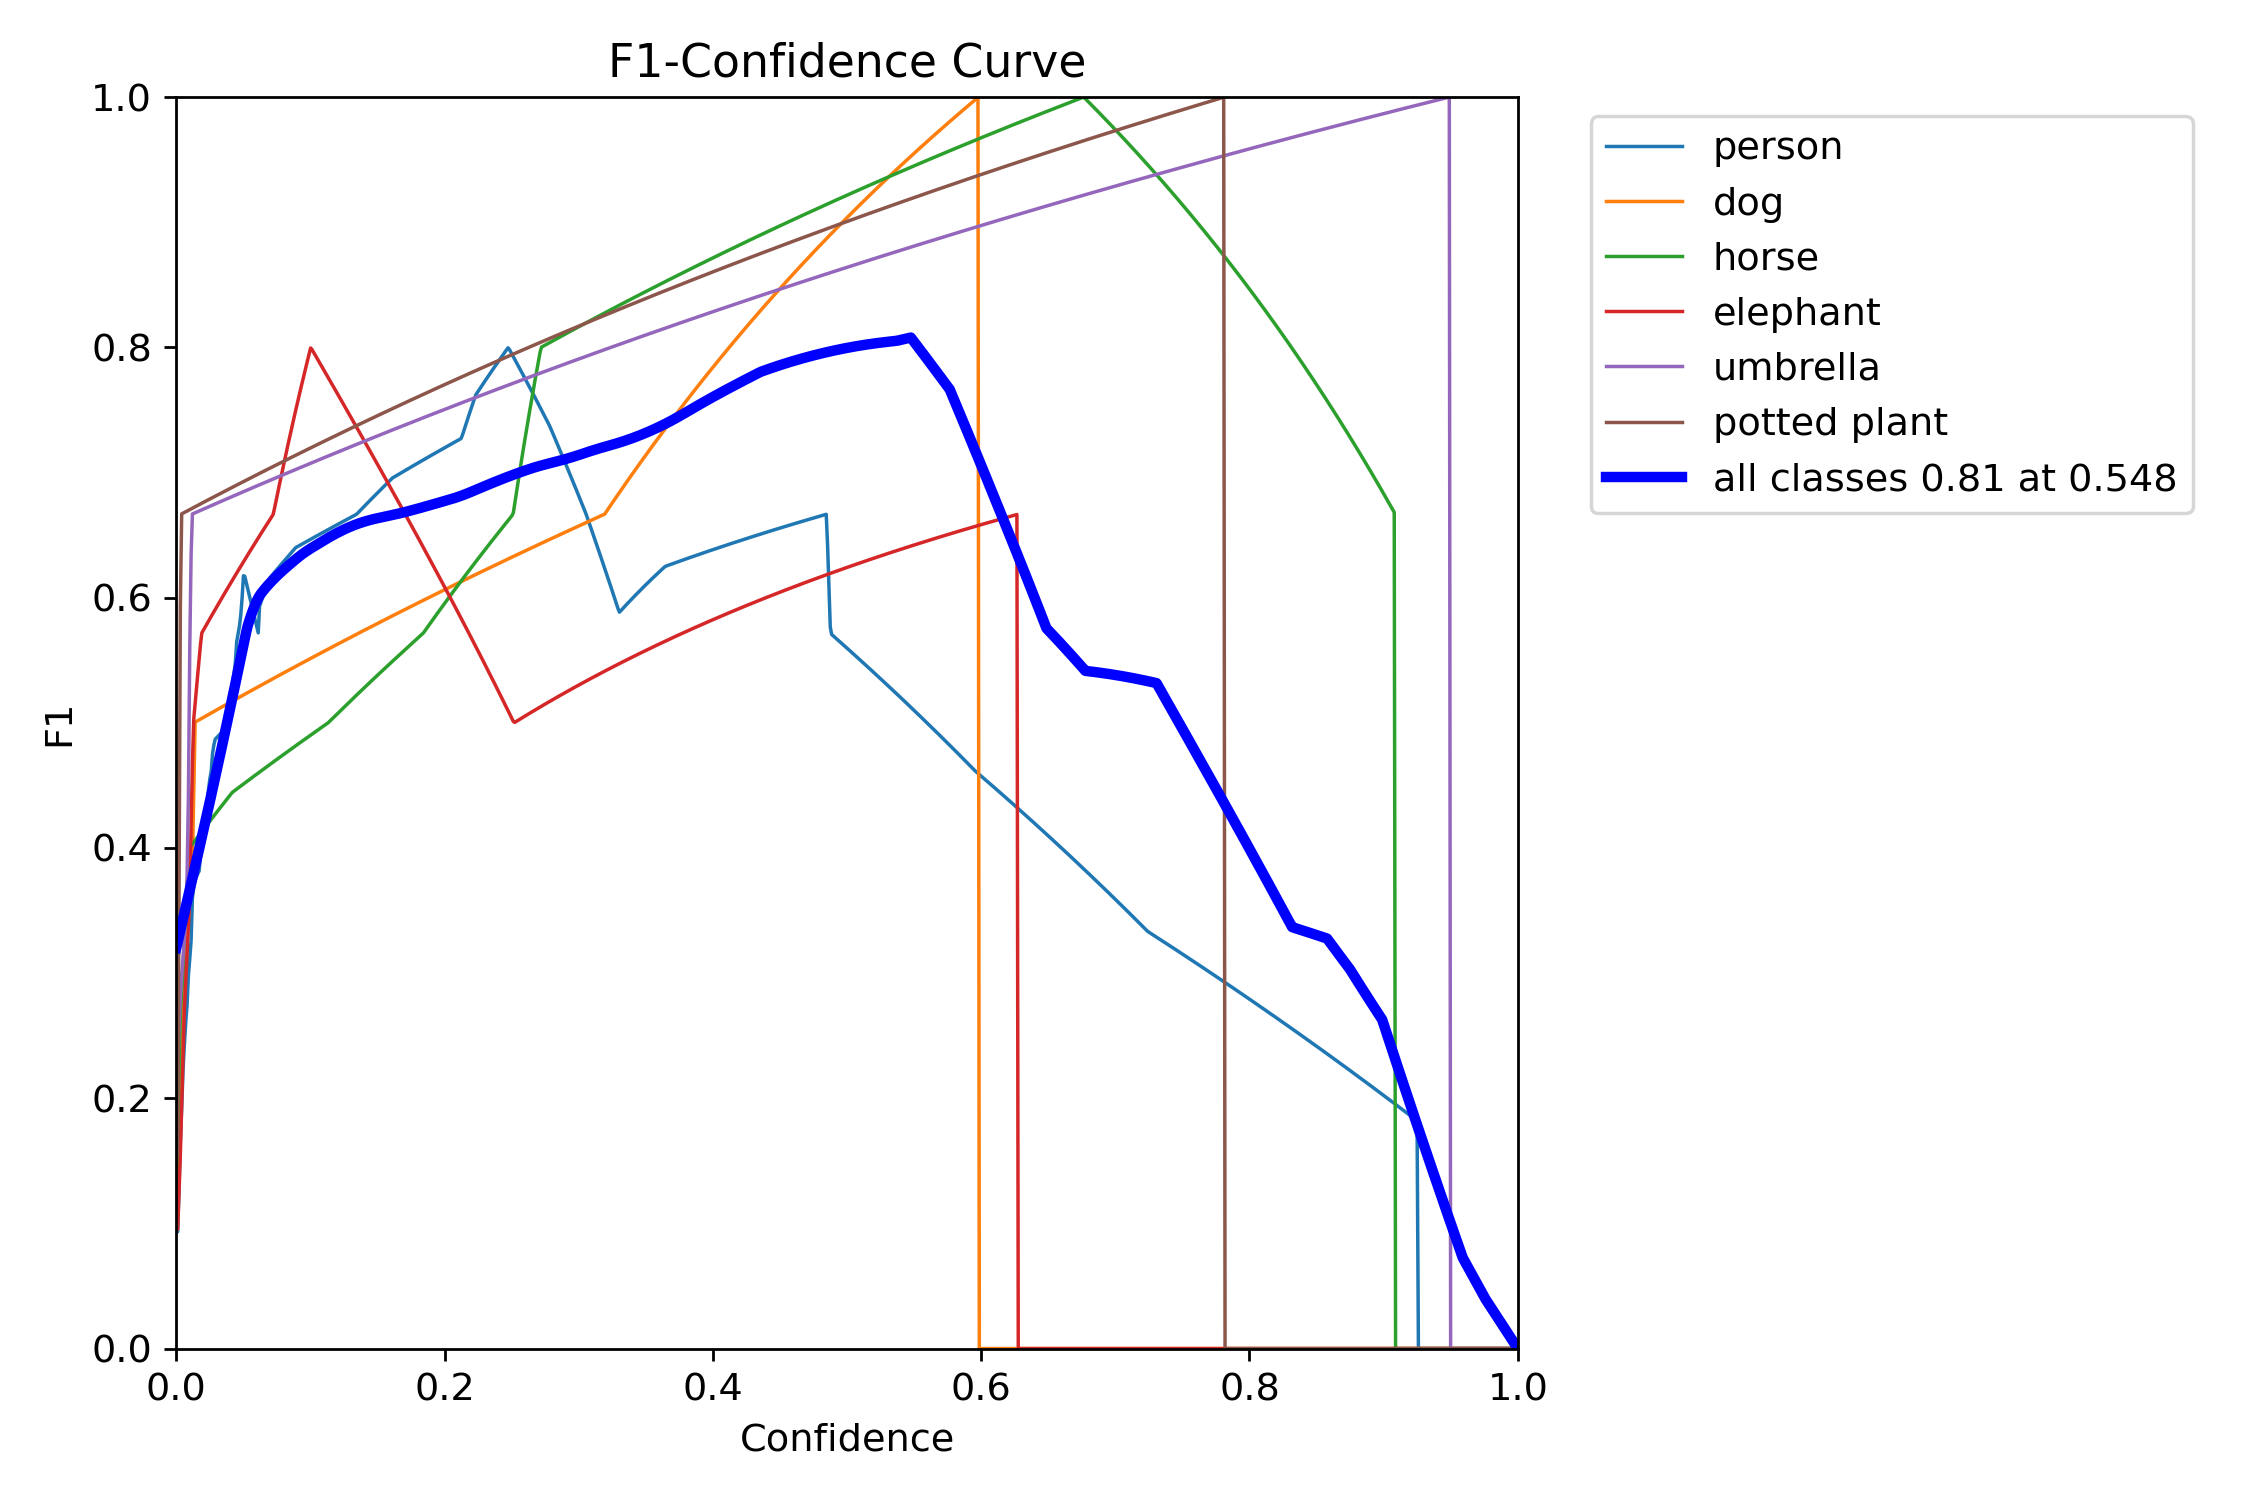 F1-Confidence Curve
1.0
0.8
0.6
0.4
0.2
0.0
F1
0.0 0.2 0.4 0.6 0.8 1.0
Confidence
person
dog
horse
elephant
umbrella
potted plant
all classes 0.81 at 0.548